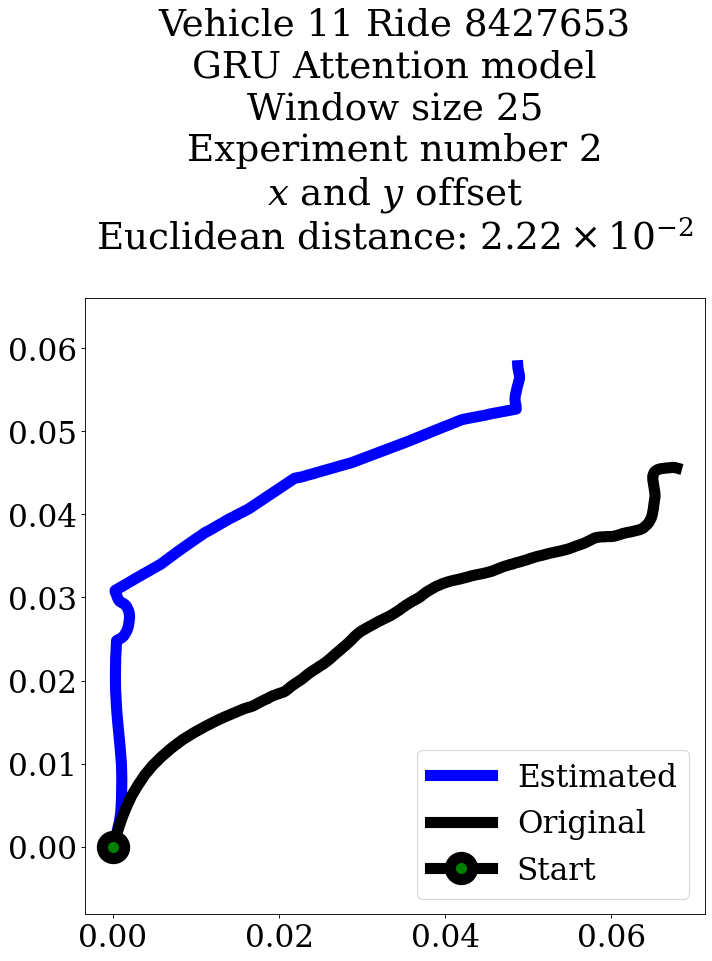 Vehicle 11 Ride 8427653
GRU Attention model
Window size 25
Experiment number 2
x and y offset
Euclidean distance: 2.22 × 10⁻²
0.06
0.05
0.04
0.03
0.02
0.01
0.00
Estimated
Original
Start
0.00 0.02 0.04 0.06